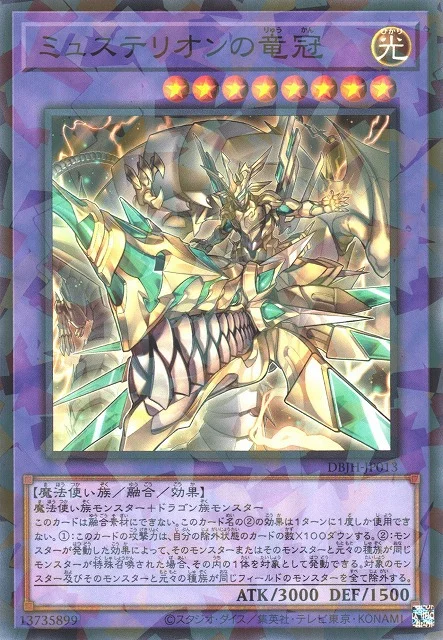 ミュステリオンの竜冠
光
DBJH-JP013
【魔法使い族／融合／効果】
魔法使い族モンスター＋ドラゴン族モンスター
このカードは融合素材にできない。このカード名の②の効果は1ターンに1度しか使用で
きない。①：このカードの攻撃力は、自分の除外状態のカードの数×100ダウンする。②：モン
スターが発動した効果によって、そのモンスターまたはそのモンスターと元々の種族が同じ
モンスターが特殊召喚された場合、その内の1体を対象として発動できる。対象のモンス
ター及びそのモンスターと元々の種族が同じフィールドのモンスターを全て除外する。
ATK/3000 DEF/1500
13735899
©スタジオ・ダイス／集英社・テレビ東京・KONAMI